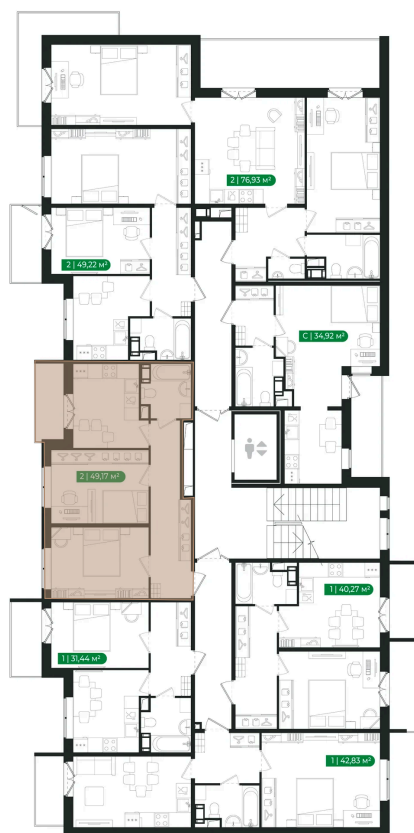 2 | 76,93 м²
2 | 49,22 м²
С | 34,92 м²
2 | 49,17 м²
1 | 40,27 м²
1 | 31,44 м²
1 | 42,83 м²